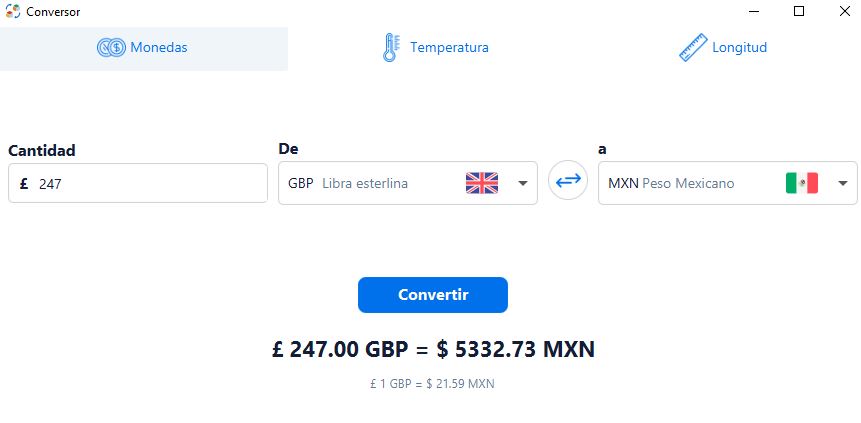 Conversor
Monedas
Temperatura
Longitud
Cantidad
De
a
£ 247
GBP Libra esterlina
MXN Peso Mexicano
Convertir
£ 247.00 GBP = $ 5332.73 MXN
£ 1 GBP = $ 21.59 MXN